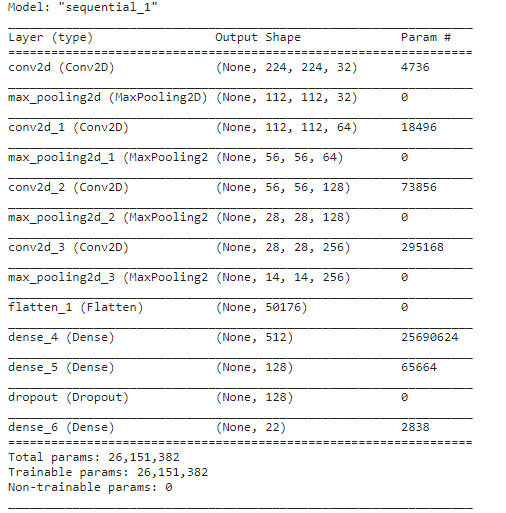 Model: "sequential_1"
Layer (type) Output Shape Param #
conv2d (Conv2D) (None, 224, 224, 32) 4736
max_pooling2d (MaxPooling2D) (None, 112, 112, 32) 0
conv2d_1 (Conv2D) (None, 112, 112, 64) 18496
max_pooling2d_1 (MaxPooling2 (None, 56, 56, 64) 0
conv2d_2 (Conv2D) (None, 56, 56, 128) 73856
max_pooling2d_2 (MaxPooling2 (None, 28, 28, 128) 0
conv2d_3 (Conv2D) (None, 28, 28, 256) 295168
max_pooling2d_3 (MaxPooling2 (None, 14, 14, 256) 0
flatten_1 (Flatten) (None, 50176) 0
dense_4 (Dense) (None, 512) 25690624
dense_5 (Dense) (None, 128) 65664
dropout (Dropout) (None, 128) 0
dense_6 (Dense) (None, 22) 2838
Total params: 26,151,382
Trainable params: 26,151,382
Non-trainable params: 0